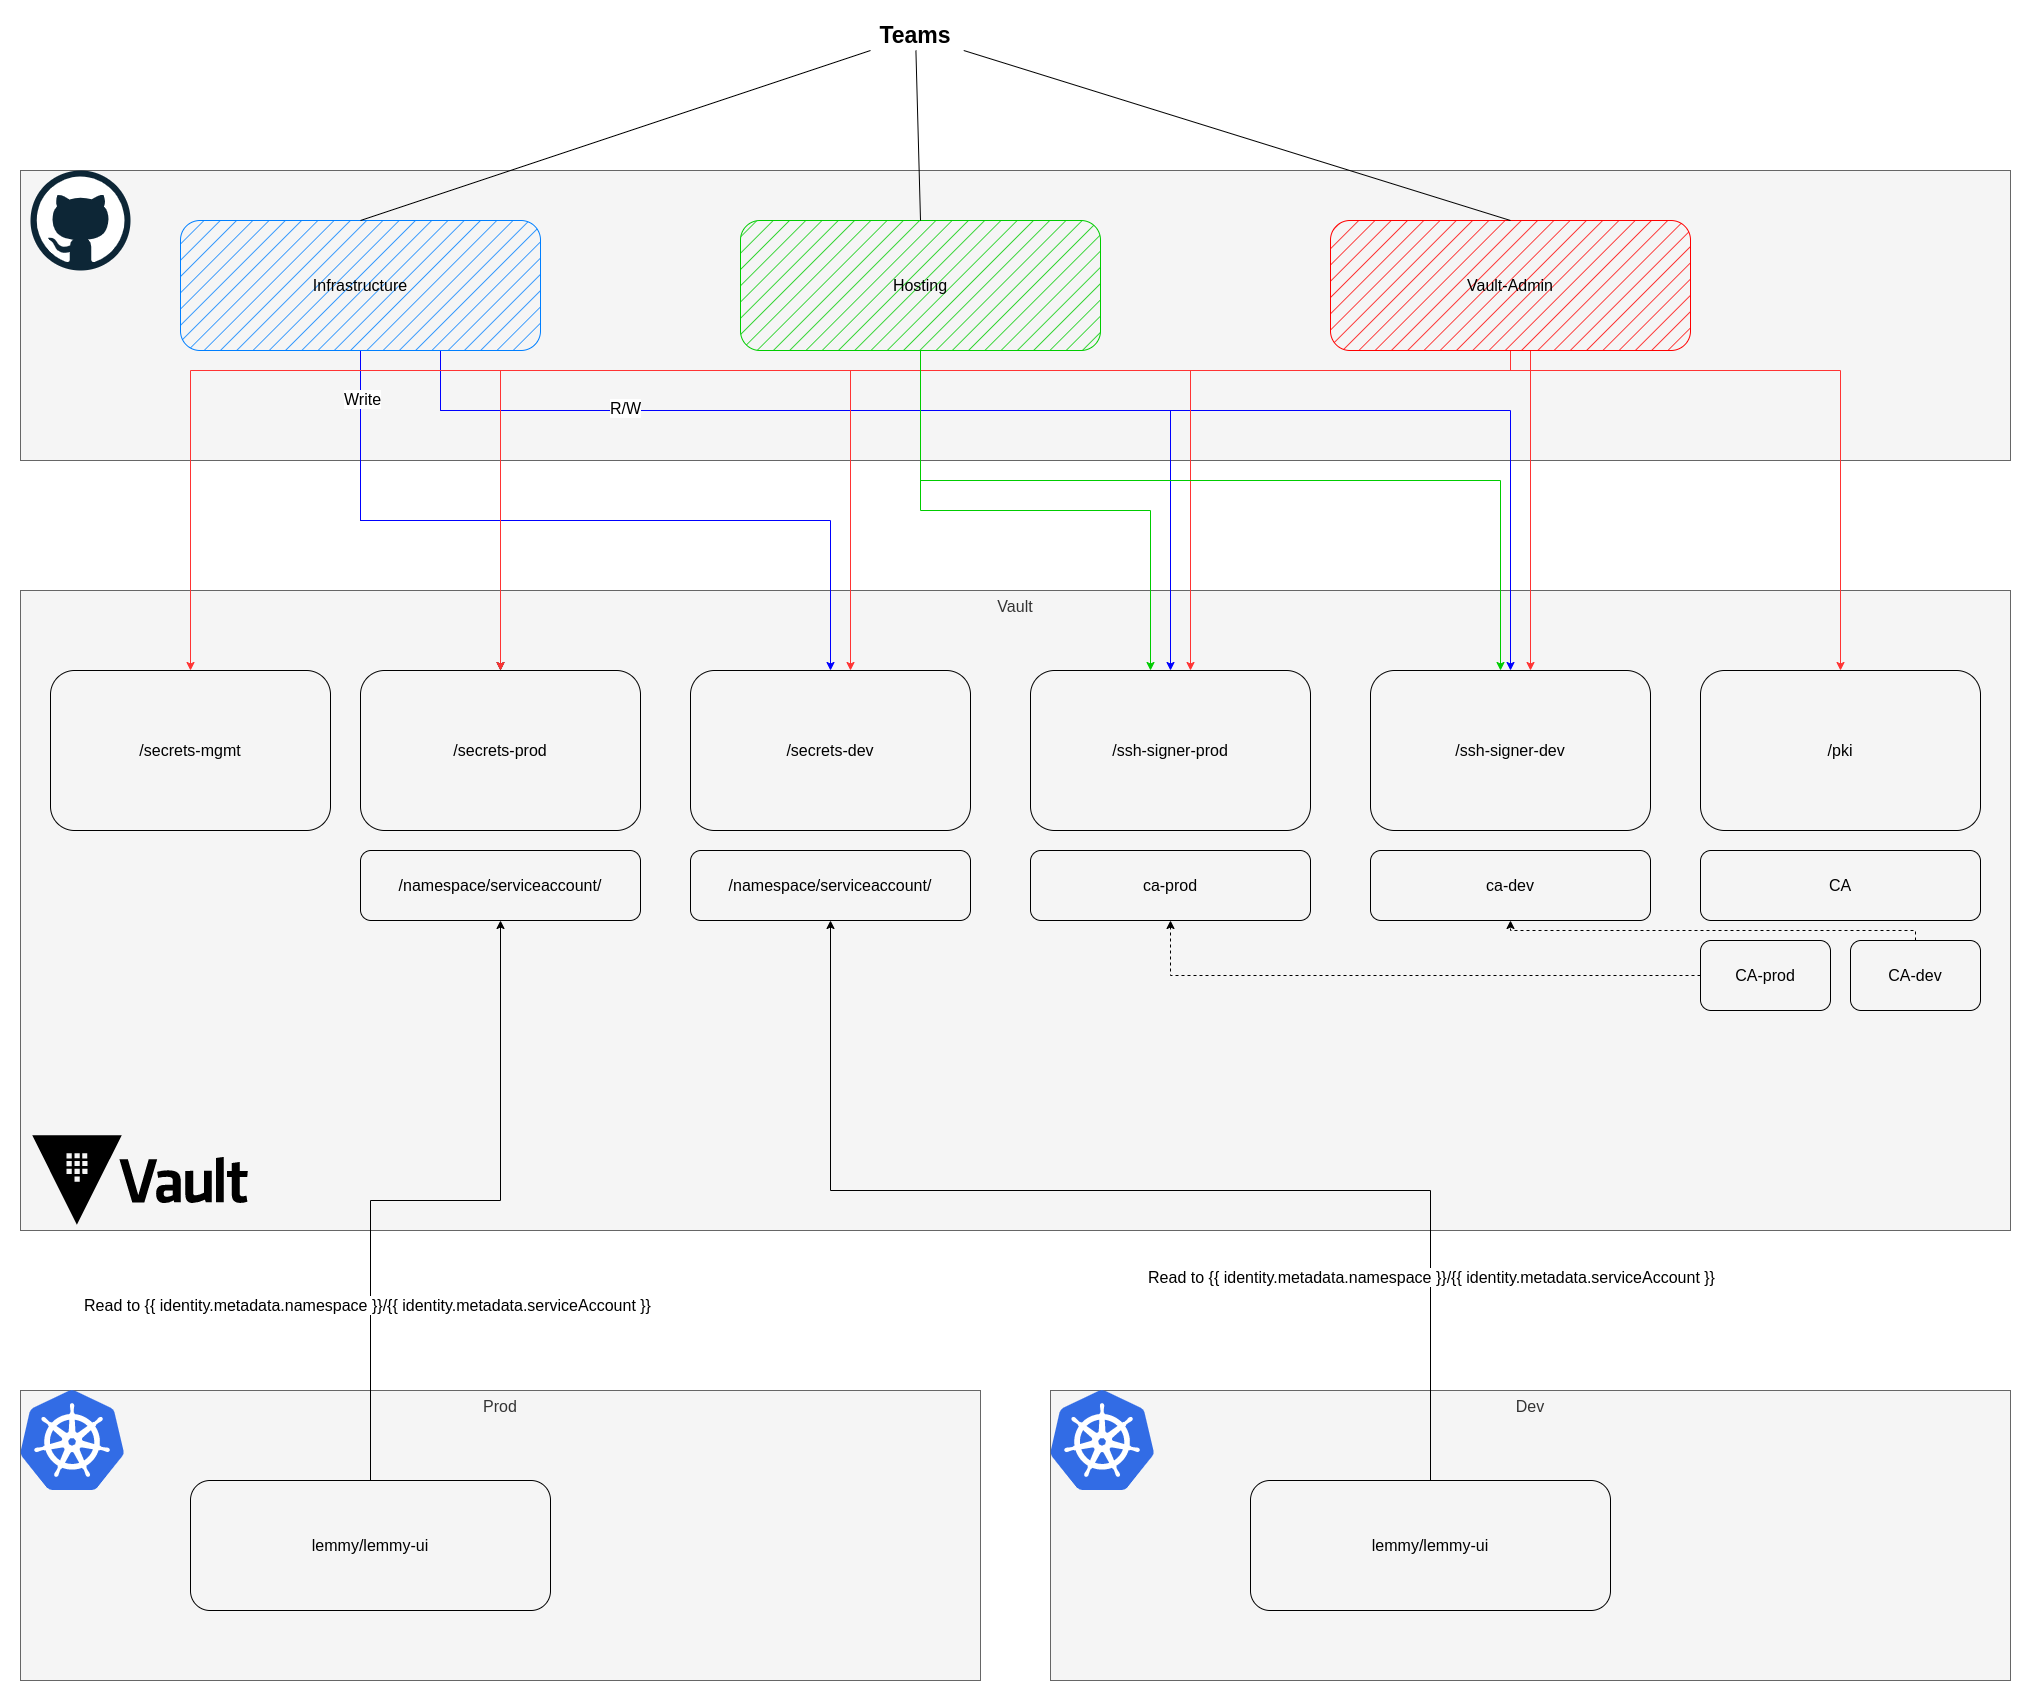 Teams
Infrastructure
Hosting
Vault-Admin
Write
R/W
Vault
/secrets-mgmt
/secrets-prod
/secrets-dev
/ssh-signer-prod
/ssh-signer-dev
/pki
/namespace/serviceaccount/
/namespace/serviceaccount/
ca-prod
ca-dev
CA
CA-prod
CA-dev
Vault
Read to {{ identity.metadata.namespace }}/{{ identity.metadata.serviceAccount }}
Read to {{ identity.metadata.namespace }}/{{ identity.metadata.serviceAccount }}
Prod
Dev
lemmy/lemmy-ui
lemmy/lemmy-ui